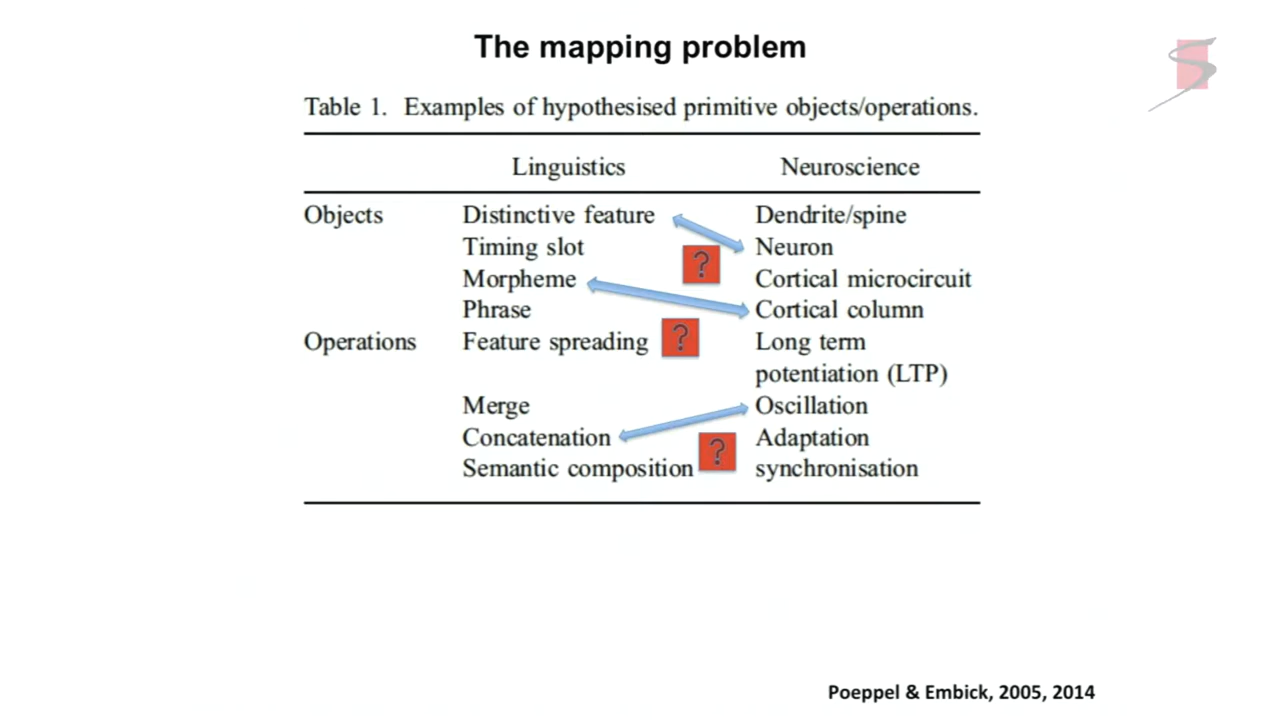 The mapping problem
Table 1. Examples of hypothesised primitive objects/operations.
Linguistics Neuroscience
Objects Distinctive feature Dendrite/spine
Timing slot Neuron
?
Morpheme Cortical microcircuit
Phrase Cortical column
Operations Feature spreading ? Long term
potentiation (LTP)
Merge Oscillation
Concatenation Adaptation
?
Semantic composition synchronisation
Poeppel & Embick, 2005, 2014